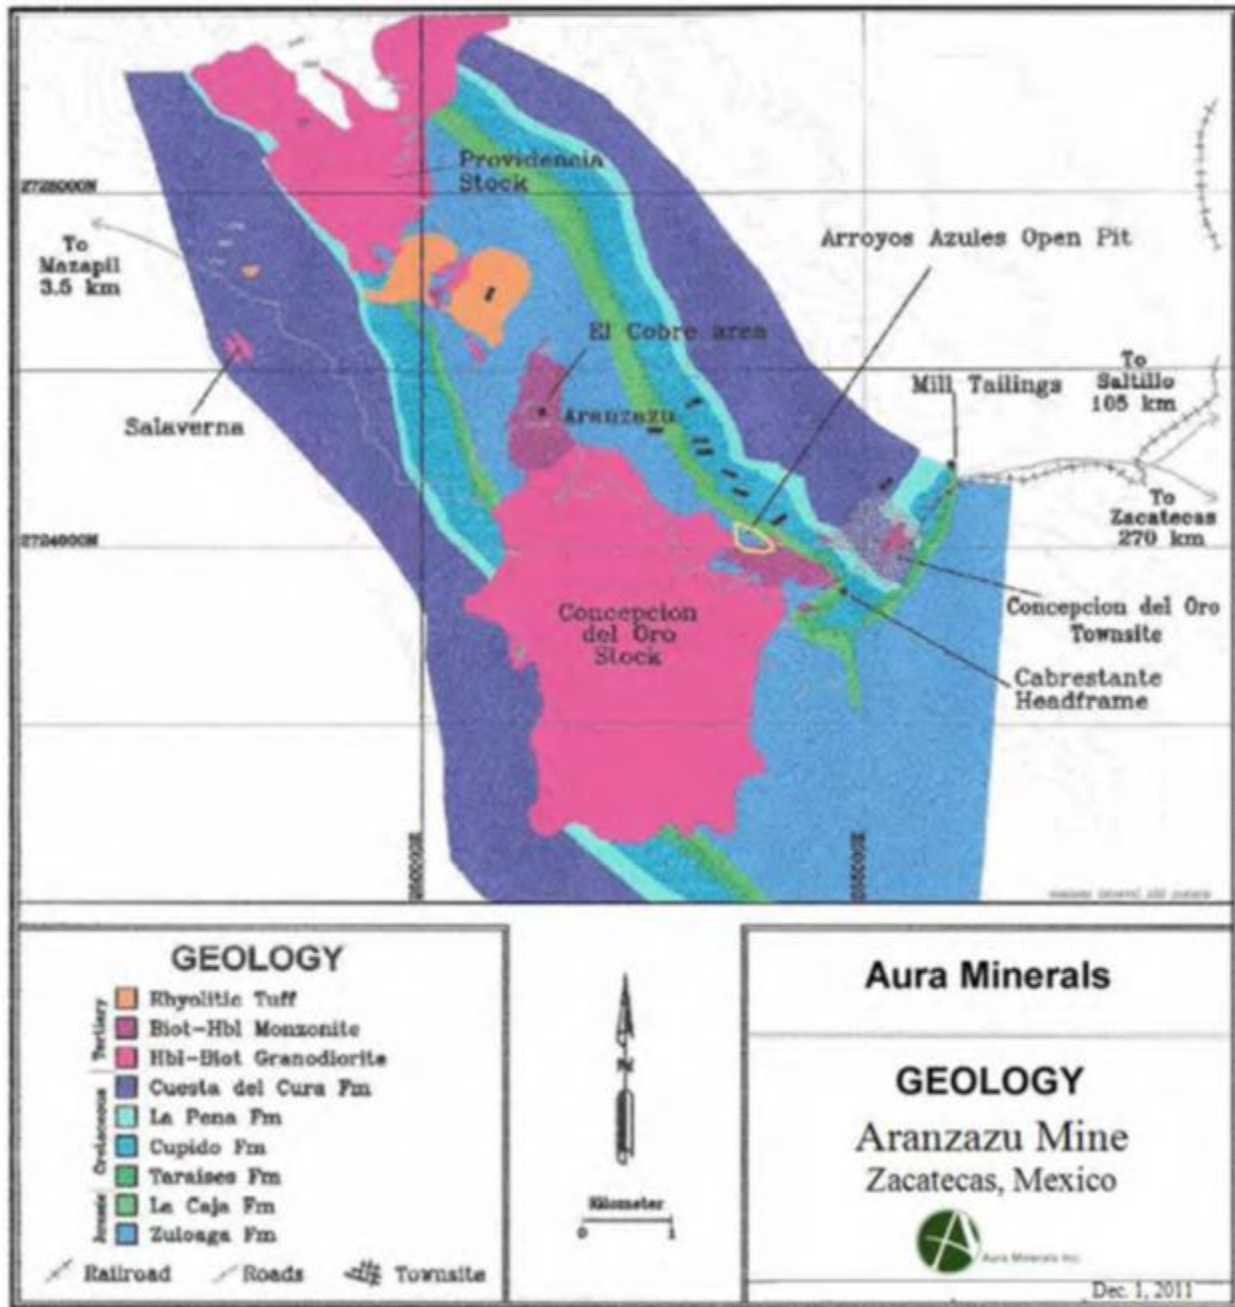 Providencia
Stock
2728000N
To
Mazapil
3.5 km
Arroyos Azules Open Pit
El Cobre area
Mill Tailings
To
Saltillo
105 km
Salaverna
Aranzazu
To
Zacatecas
270 km
2724000N
Concepcion
del Oro
Stock
Concepcion del Oro
Townsite
Cabrestante
Headframe
GEOLOGY
Tertiary
Rhyolitic Tuff
Biot-Hbl Monzonite
Hbl-Biot Granodiorite
Cretaceous
Cuesta del Cura Fm
La Pena Fm
Cupido Fm
Taraises Fm
Jurassic
La Caja Fm
Zuloaga Fm
Railroad
Roads
Townsite
N
Kilometer
0 1
Aura Minerals
GEOLOGY
Aranzazu Mine
Zacatecas, Mexico
Aura Minerals Inc.
Dec. 1, 2011